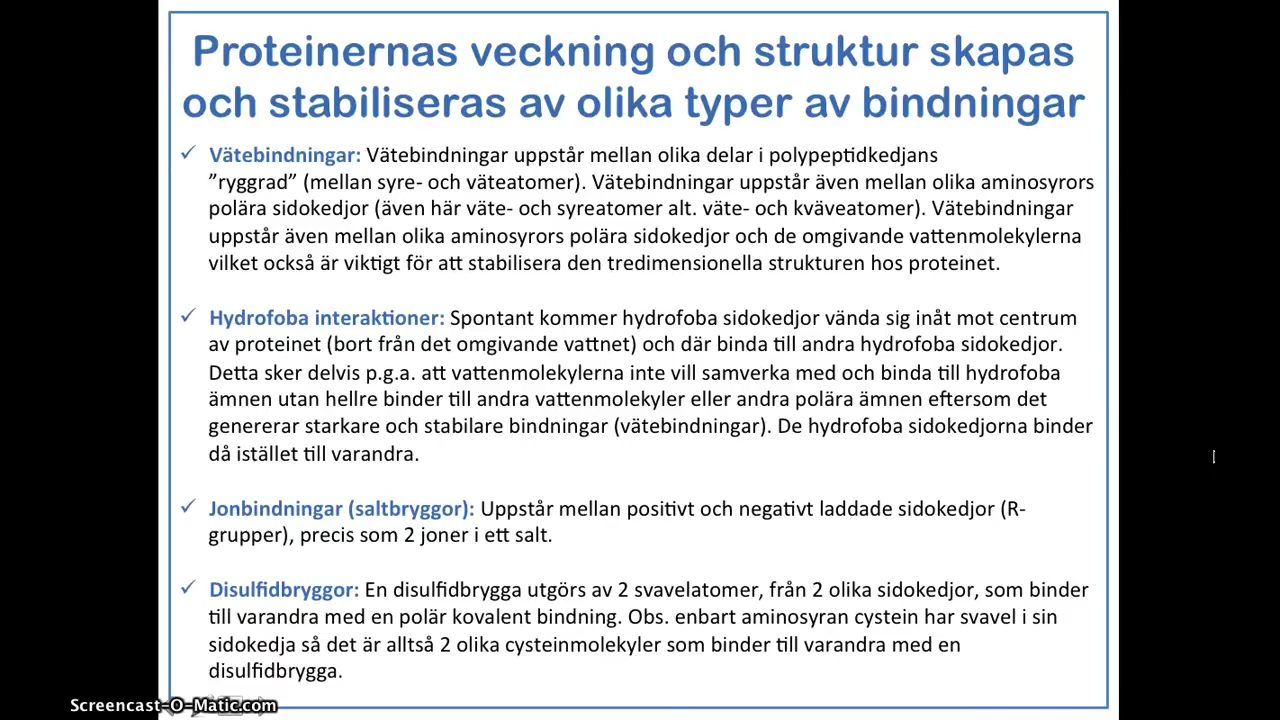 Proteinernas veckning och struktur skapas
och stabiliseras av olika typer av bindningar
✓ Vätebindningar: Vätebindningar uppstår mellan olika delar i polypeptidkedjans
”ryggrad” (mellan syre- och väteatomer). Vätebindningar uppstår även mellan olika aminosyrors
polära sidokedjor (även här väte- och syreatomer alt. väte- och kväveatomer). Vätebindningar
uppstår även mellan olika aminosyrors polära sidokedjor och de omgivande vattenmolekylerna
vilket också är viktigt för att stabilisera den tredimensionella strukturen hos proteinet.
✓ Hydrofoba interaktioner: Spontant kommer hydrofoba sidokedjor vända sig inåt mot centrum
av proteinet (bort från det omgivande vattnet) och där binda till andra hydrofoba sidokedjor.
Detta sker delvis p.g.a. att vattenmolekylerna inte vill samverka med och binda till hydrofoba
ämnen utan hellre binder till andra vattenmolekyler eller andra polära ämnen eftersom det
genererar starkare och stabilare bindningar (vätebindningar). De hydrofoba sidokedjorna binder
då istället till varandra.
✓ Jonbindningar (saltbryggor): Uppstår mellan positivt och negativt laddade sidokedjor (R-
grupper), precis som 2 joner i ett salt.
✓ Disulfidbryggor: En disulfidbrygga utgörs av 2 svavelatomer, från 2 olika sidokedjor, som binder
till varandra med en polär kovalent bindning. Obs. enbart aminosyran cystein har svavel i sin
sidokedja så det är alltså 2 olika cysteinmolekyler som binder till varandra med en
disulfidbrygga.
Screencast-O-Matic.com